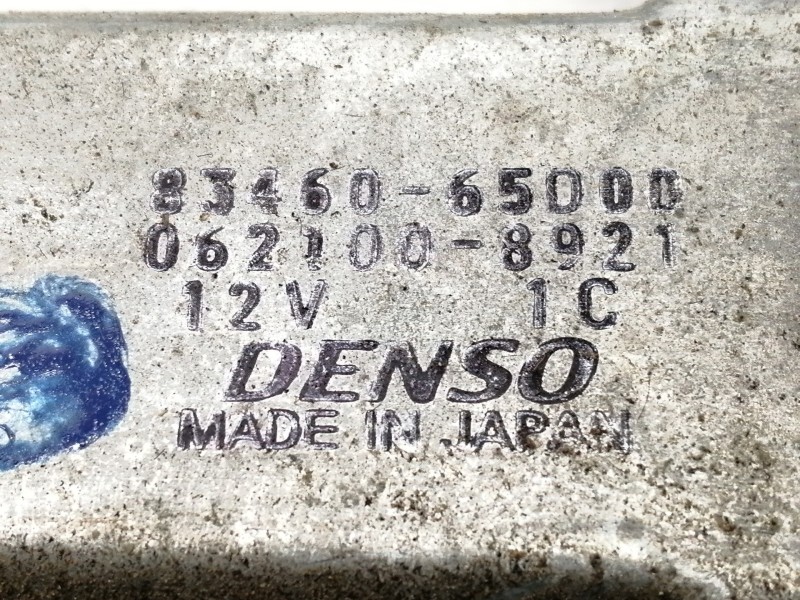 83460-65D00
062100-8921
12V 1C
DENSO
MADE IN JAPAN